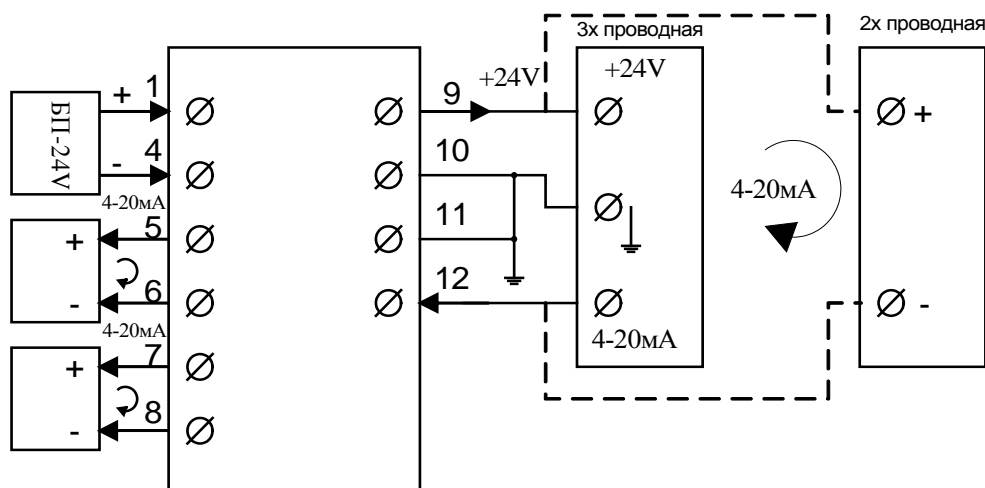 3х проводная
2х проводная
+24V
+24V
1
+
БП-24V
4
-
4-20мА
+
5
-
6
4-20мА
+
7
-
8
9
10
11
12
4-20мА
4-20мА
+
-